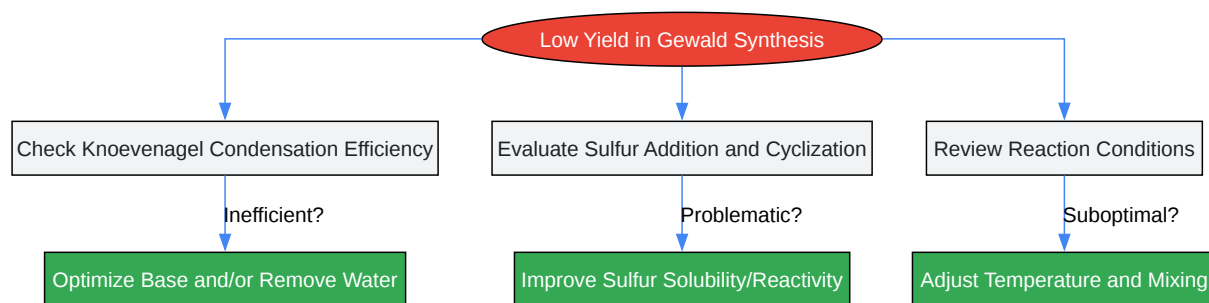 Low Yield in Gewald Synthesis
Check Knoevenagel Condensation Efficiency
Evaluate Sulfur Addition and Cyclization
Review Reaction Conditions
Inefficient?
Problematic?
Suboptimal?
Optimize Base and/or Remove Water
Improve Sulfur Solubility/Reactivity
Adjust Temperature and Mixing